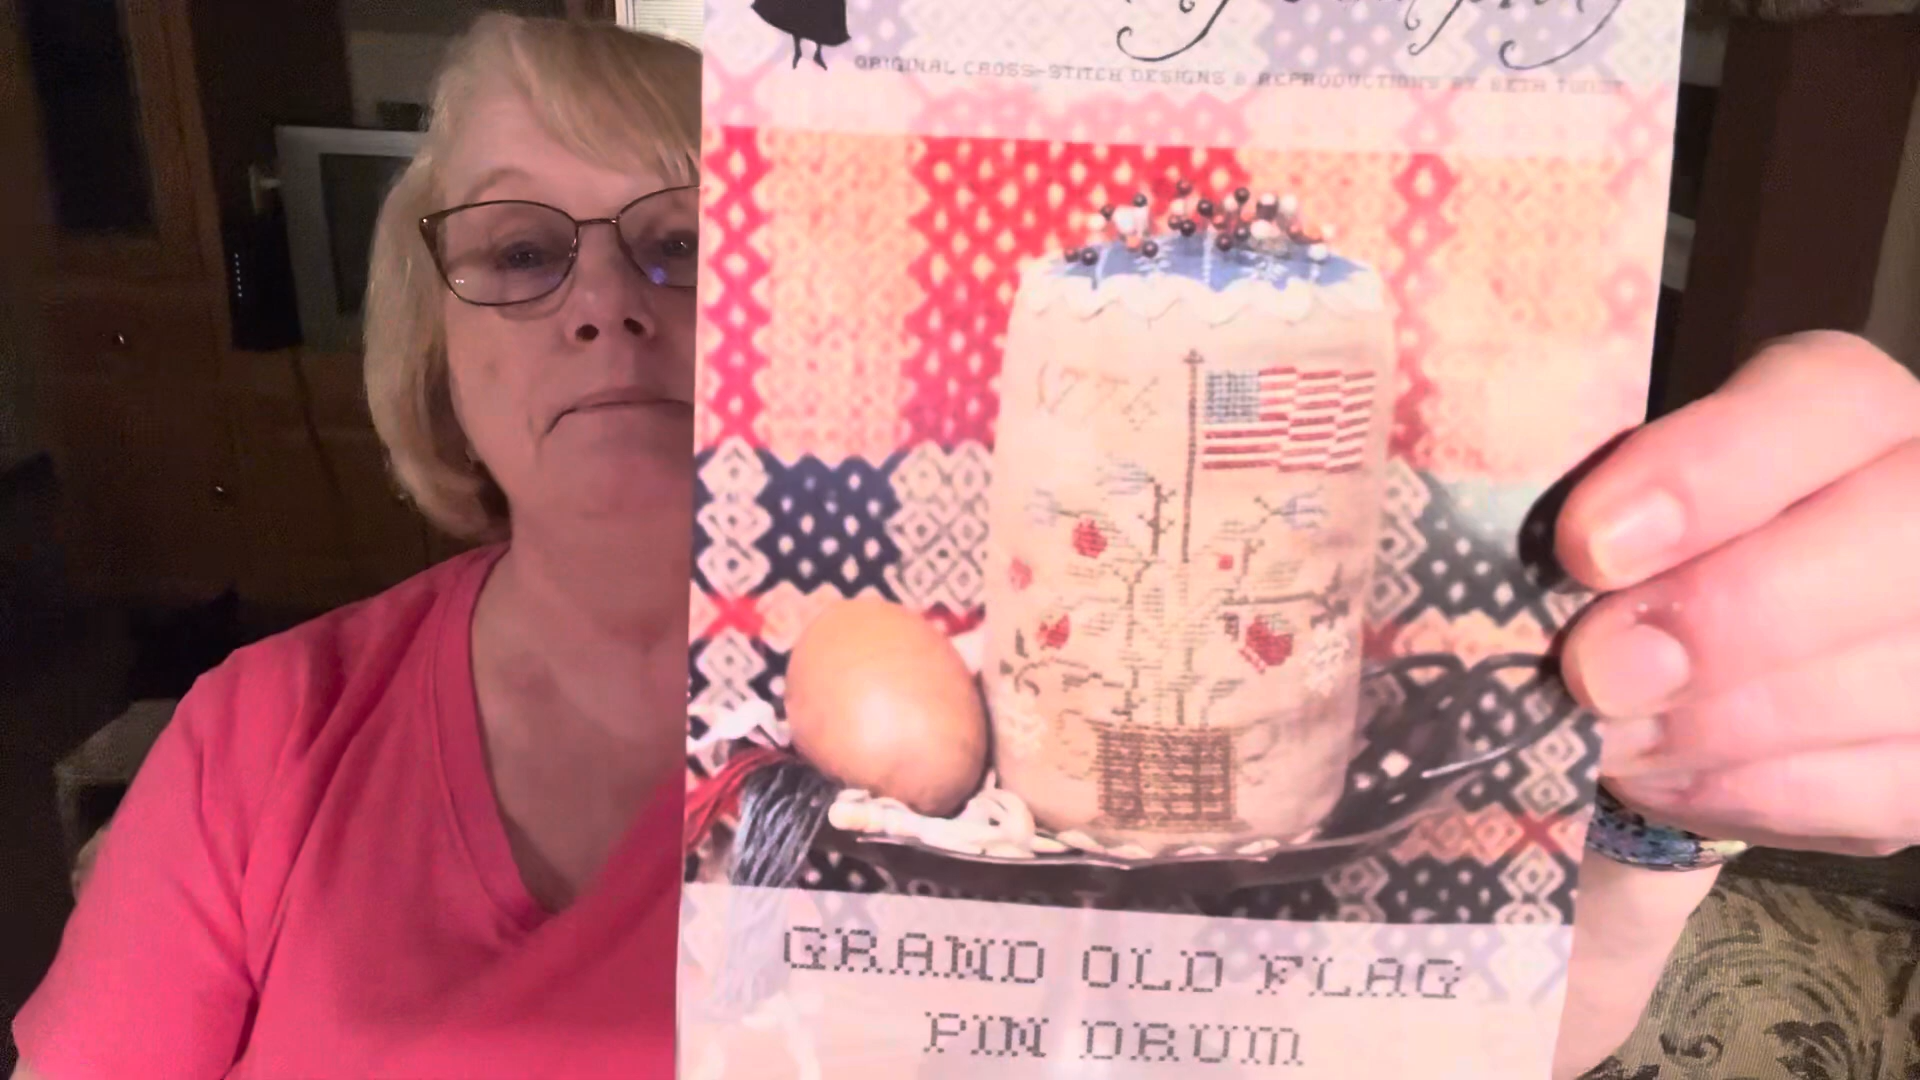 ORIGINAL CROSS-STITCH DESIGNS & REPRODUCTIONS BY BETH TWIST
1776
GRAND OLD FLAG
PIN DRUM